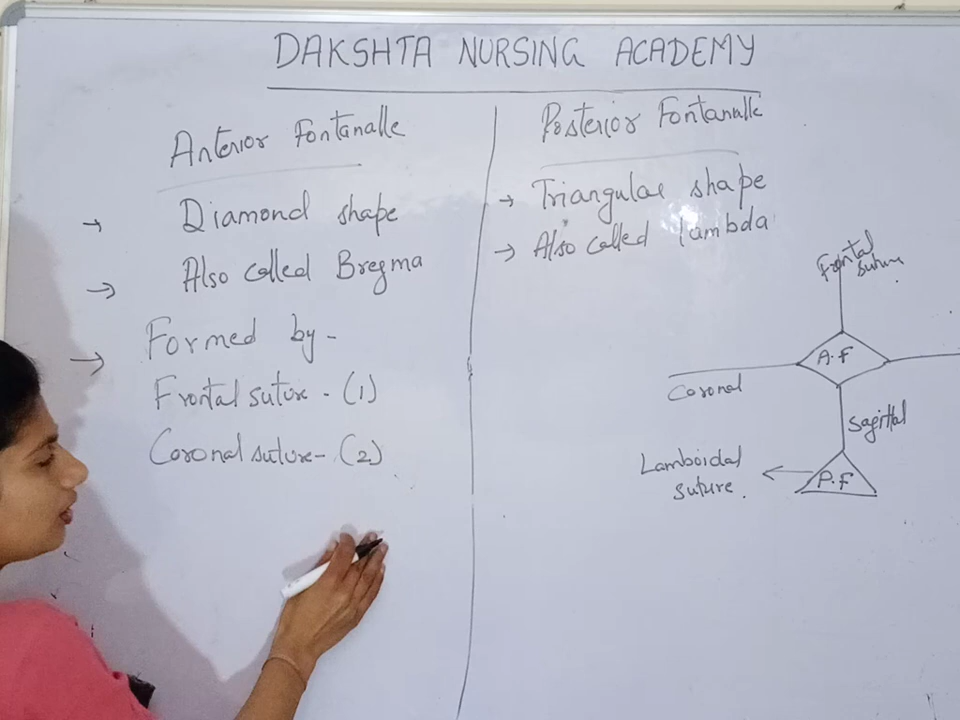 DAKSHTA NURSING ACADEMY
Anterior Fontanalle
→ Diamond shape
→ Also called Bregma
→ Formed by -
Frontal suture - (1)
Coronal suture - (2)
Posterior Fontanalle
→ Triangular shape
→ Also called lambda
Frontal
suture
A.F
Coronal
Sagittal
Lamboidal
suture
P.F